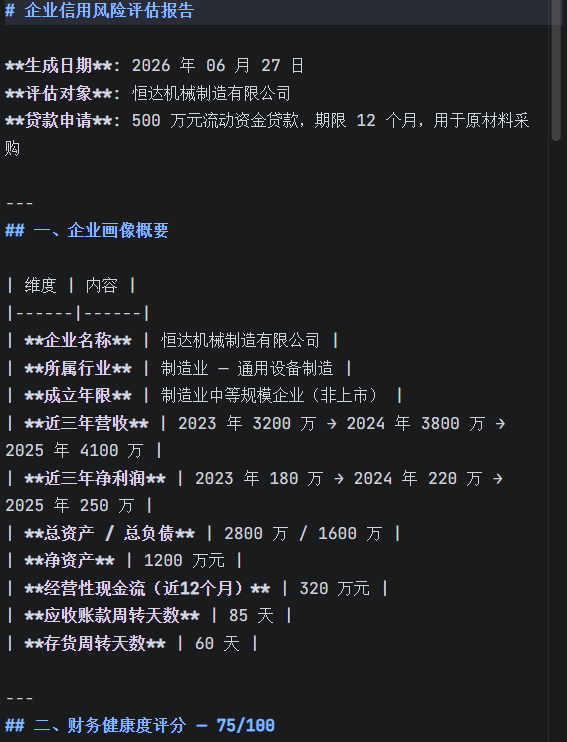 # 企业信用风险评估报告
**生成日期**: 2026 年 06 月 27 日
**评估对象**: 恒达机械制造有限公司
**贷款申请**: 500 万元流动资金贷款，期限 12 个月，用于原材料采
购
---
## 一、企业画像概要
| 维度 | 内容 |
|------|------|
| **企业名称** | 恒达机械制造有限公司 |
| **所属行业** | 制造业 — 通用设备制造 |
| **成立年限** | 制造业中等规模企业（非上市） |
| **近三年营收** | 2023 年 3200 万 → 2024 年 3800 万 →
2025 年 4100 万 |
| **近三年净利润** | 2023 年 180 万 → 2024 年 220 万 →
2025 年 250 万 |
| **总资产 / 总负债** | 2800 万 / 1600 万 |
| **净资产** | 1200 万元 |
| **经营性现金流（近12个月）** | 320 万元 |
| **应收账款周转天数** | 85 天 |
| **存货周转天数** | 60 天 |
---
## 二、财务健康度评分 — 75/100